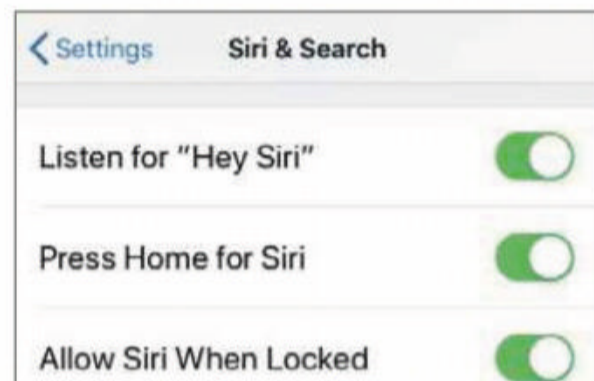 Settings Siri & Search
Listen for "Hey Siri"
Press Home for Siri
Allow Siri When Locked